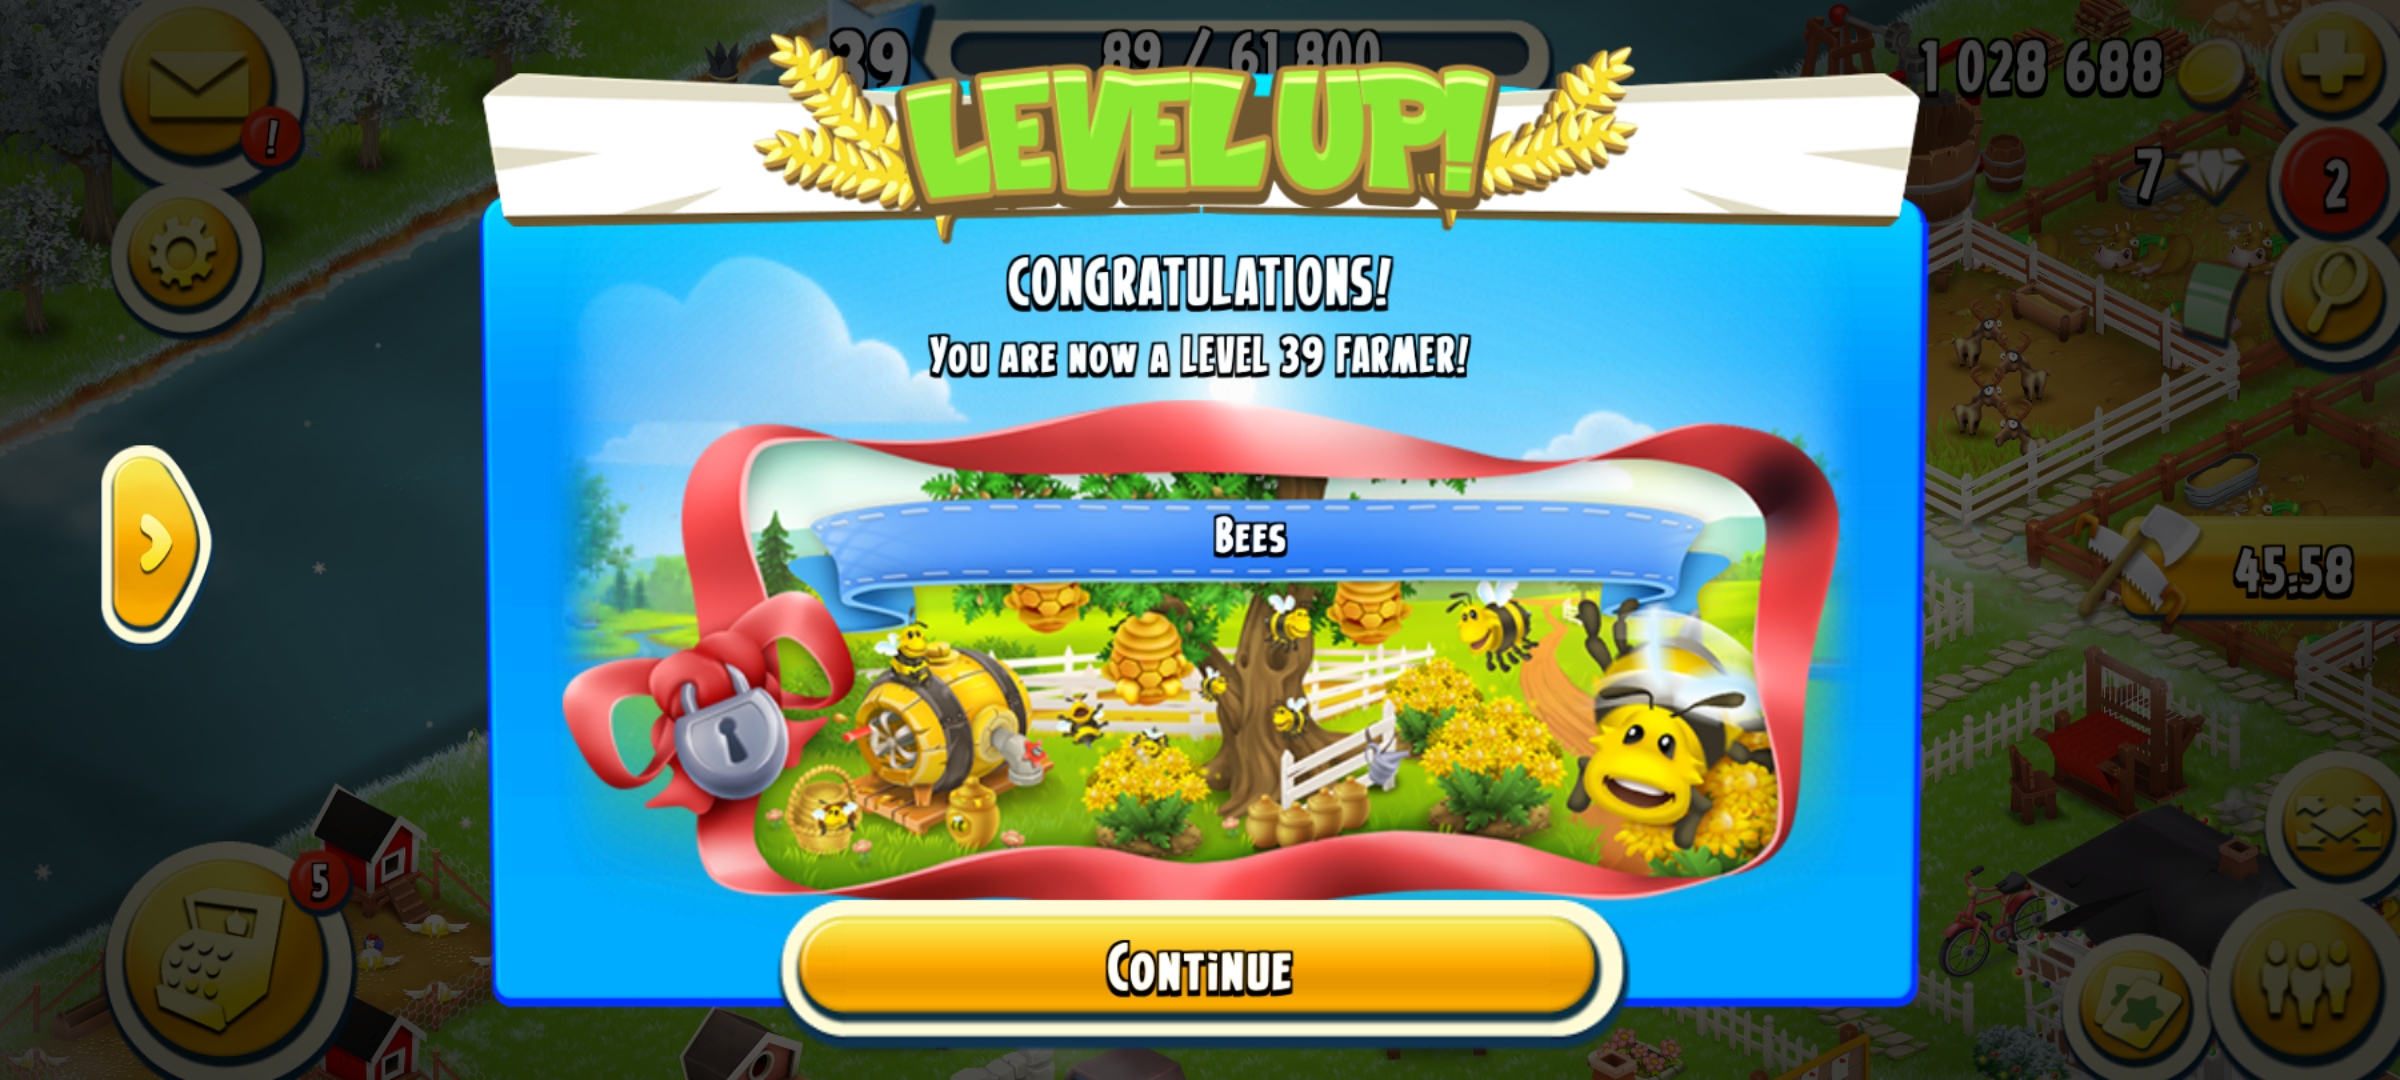 39
89 / 61 800
1 028 688
LEVEL UP!
!
7
2
CONGRATULATIONS!
YOU ARE NOW A LEVEL 39 FARMER!
BEES
45:58
5
CONTINUE